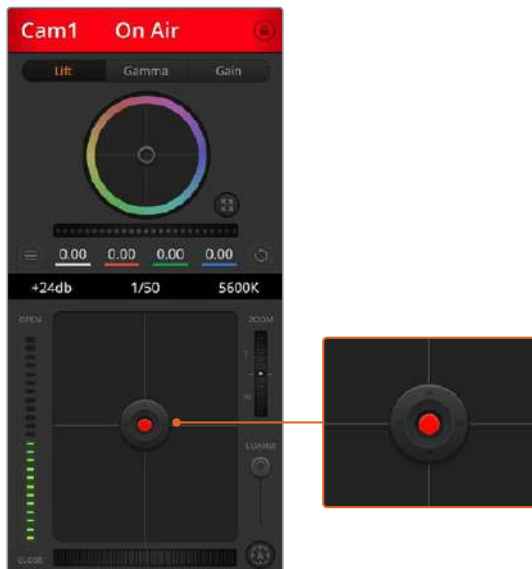 Cam1 On Air
Lift Gamma Gain
0.00 0.00 0.00 0.00
+24db 1/50 5600K
OPEN ZOOM
T
W
COARSE
CLOSE